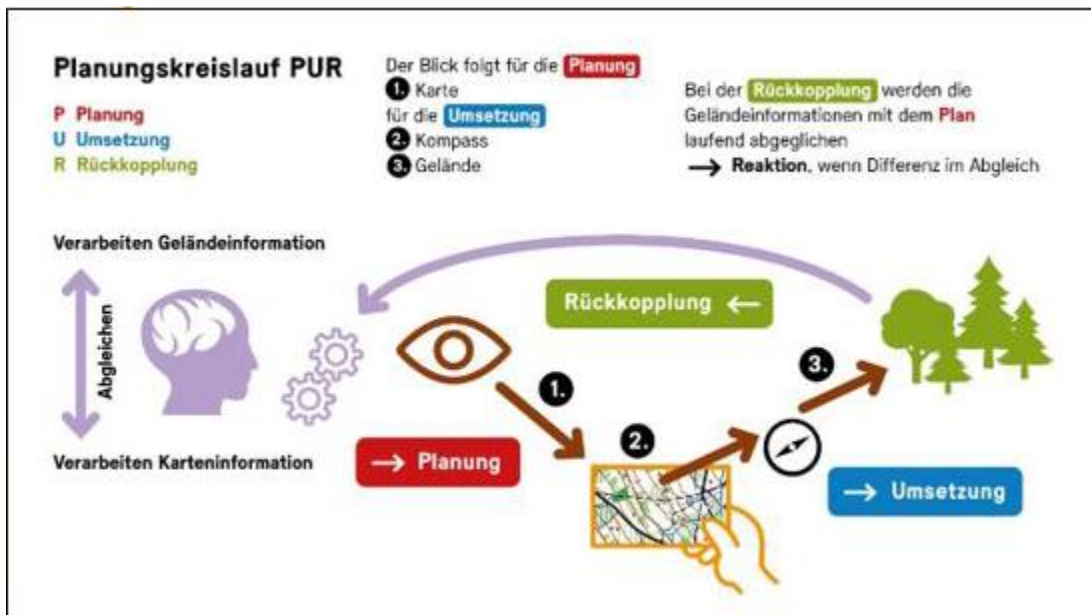 Planungskreislauf PUR
P Planung
U Umsetzung
R Rückkopplung
Der Blick folgt für die Planung
1. Karte
für die Umsetzung
2. Kompass
3. Gelände
Bei der Rückkopplung werden die
Geländeinformationen mit dem Plan
laufend abgeglichen
→ Reaktion, wenn Differenz im Abgleich
Verarbeiten Geländeinformation
Abgleichen
Verarbeiten Karteninformation
Rückkopplung ←
1.
2.
3.
→ Planung
→ Umsetzung